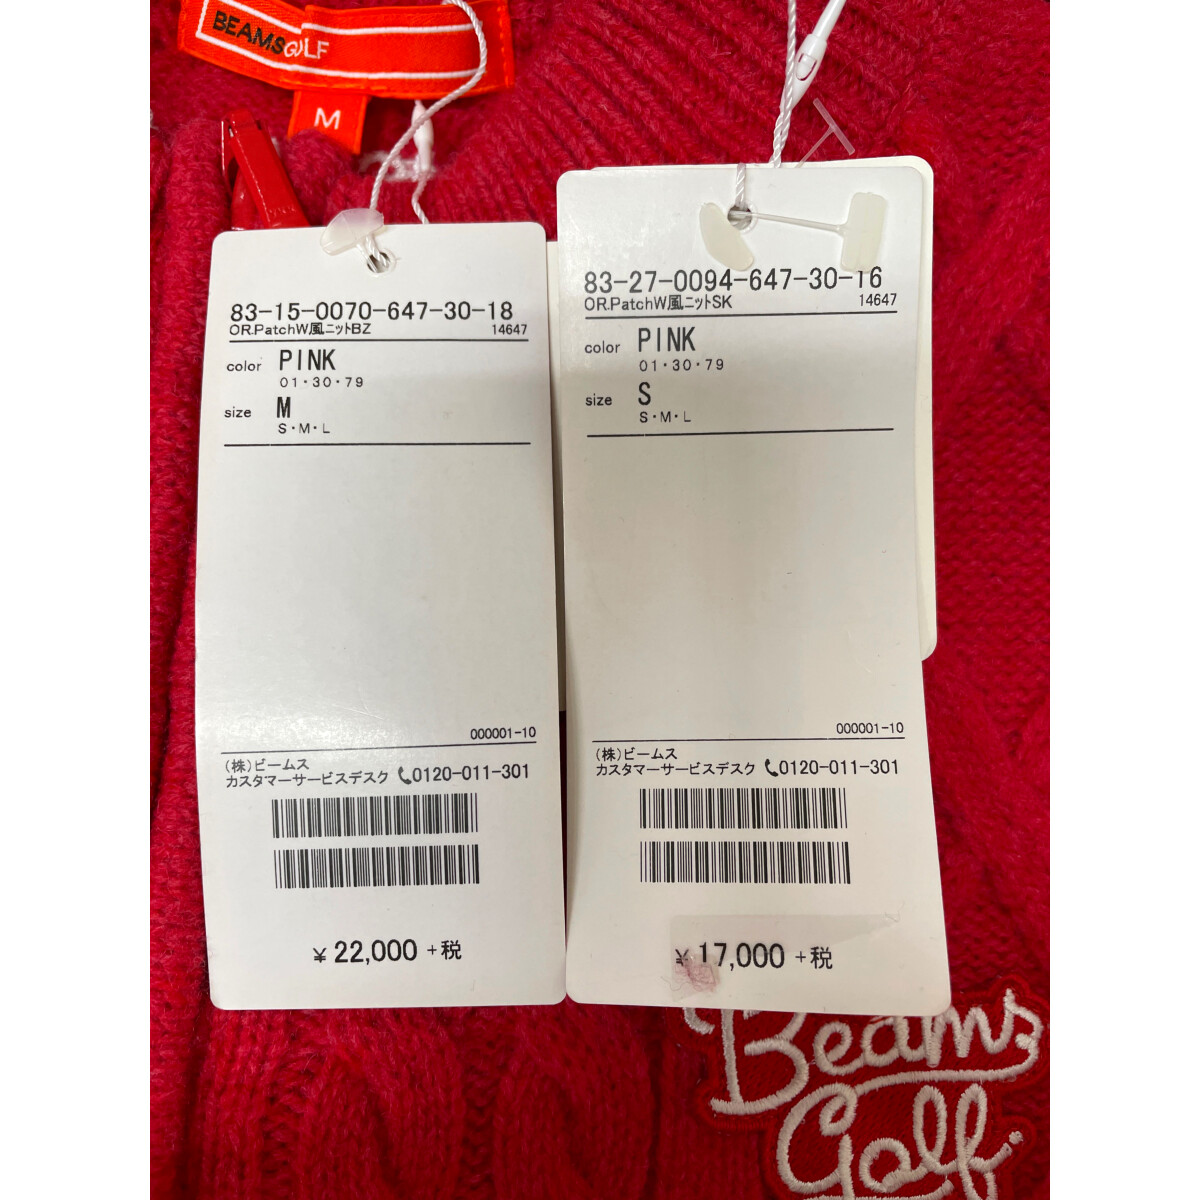 BEAMSGOLF
M
83-15-0070-647-30-18
OR.PatchW風ニットBZ 14647
color PINK
01・30・79
size M
S・M・L
000001-10
(株)ビームス
カスタマーサービスデスク 0120-011-301
¥ 22,000 +税
83-27-0094-647-30-16
OR.PatchW風ニットSK 14647
color PINK
01・30・79
size S
S・M・L
000001-10
(株)ビームス
カスタマーサービスデスク 0120-011-301
¥ 17,000 +税
Beams
Golf